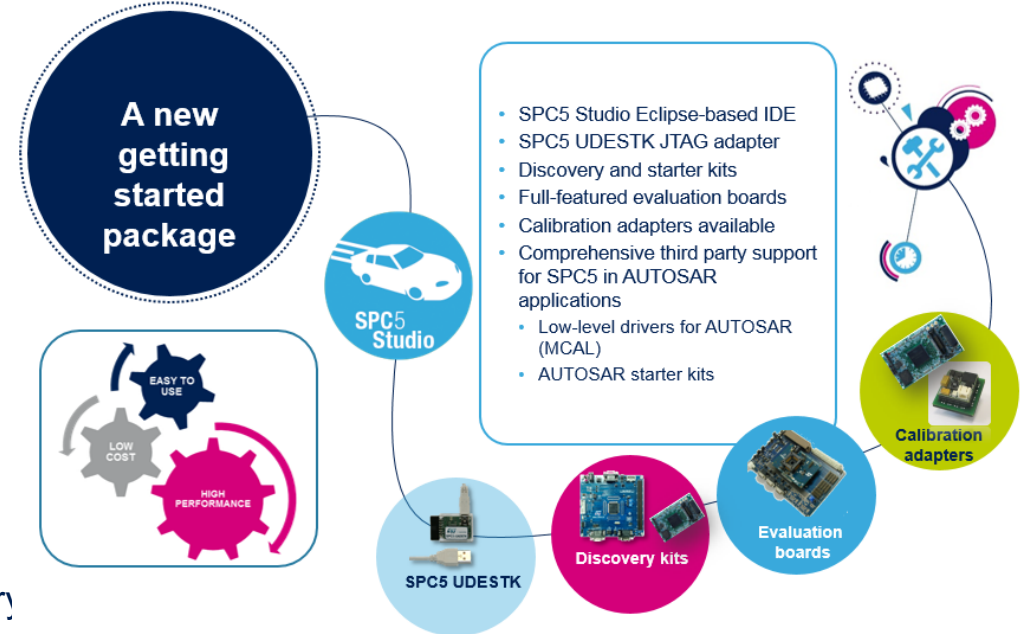 A new
getting
started
package
• SPC5 Studio Eclipse-based IDE
• SPC5 UDESTK JTAG adapter
• Discovery and starter kits
• Full-featured evaluation boards
• Calibration adapters available
• Comprehensive third party support
for SPC5 in AUTOSAR
applications
• Low-level drivers for AUTOSAR
(MCAL)
• AUTOSAR starter kits
SPC5
Studio
EASY TO
USE
LOW
COST
HIGH
PERFORMANCE
SPC5 UDESTK
Discovery kits
Evaluation
boards
Calibration
adapters